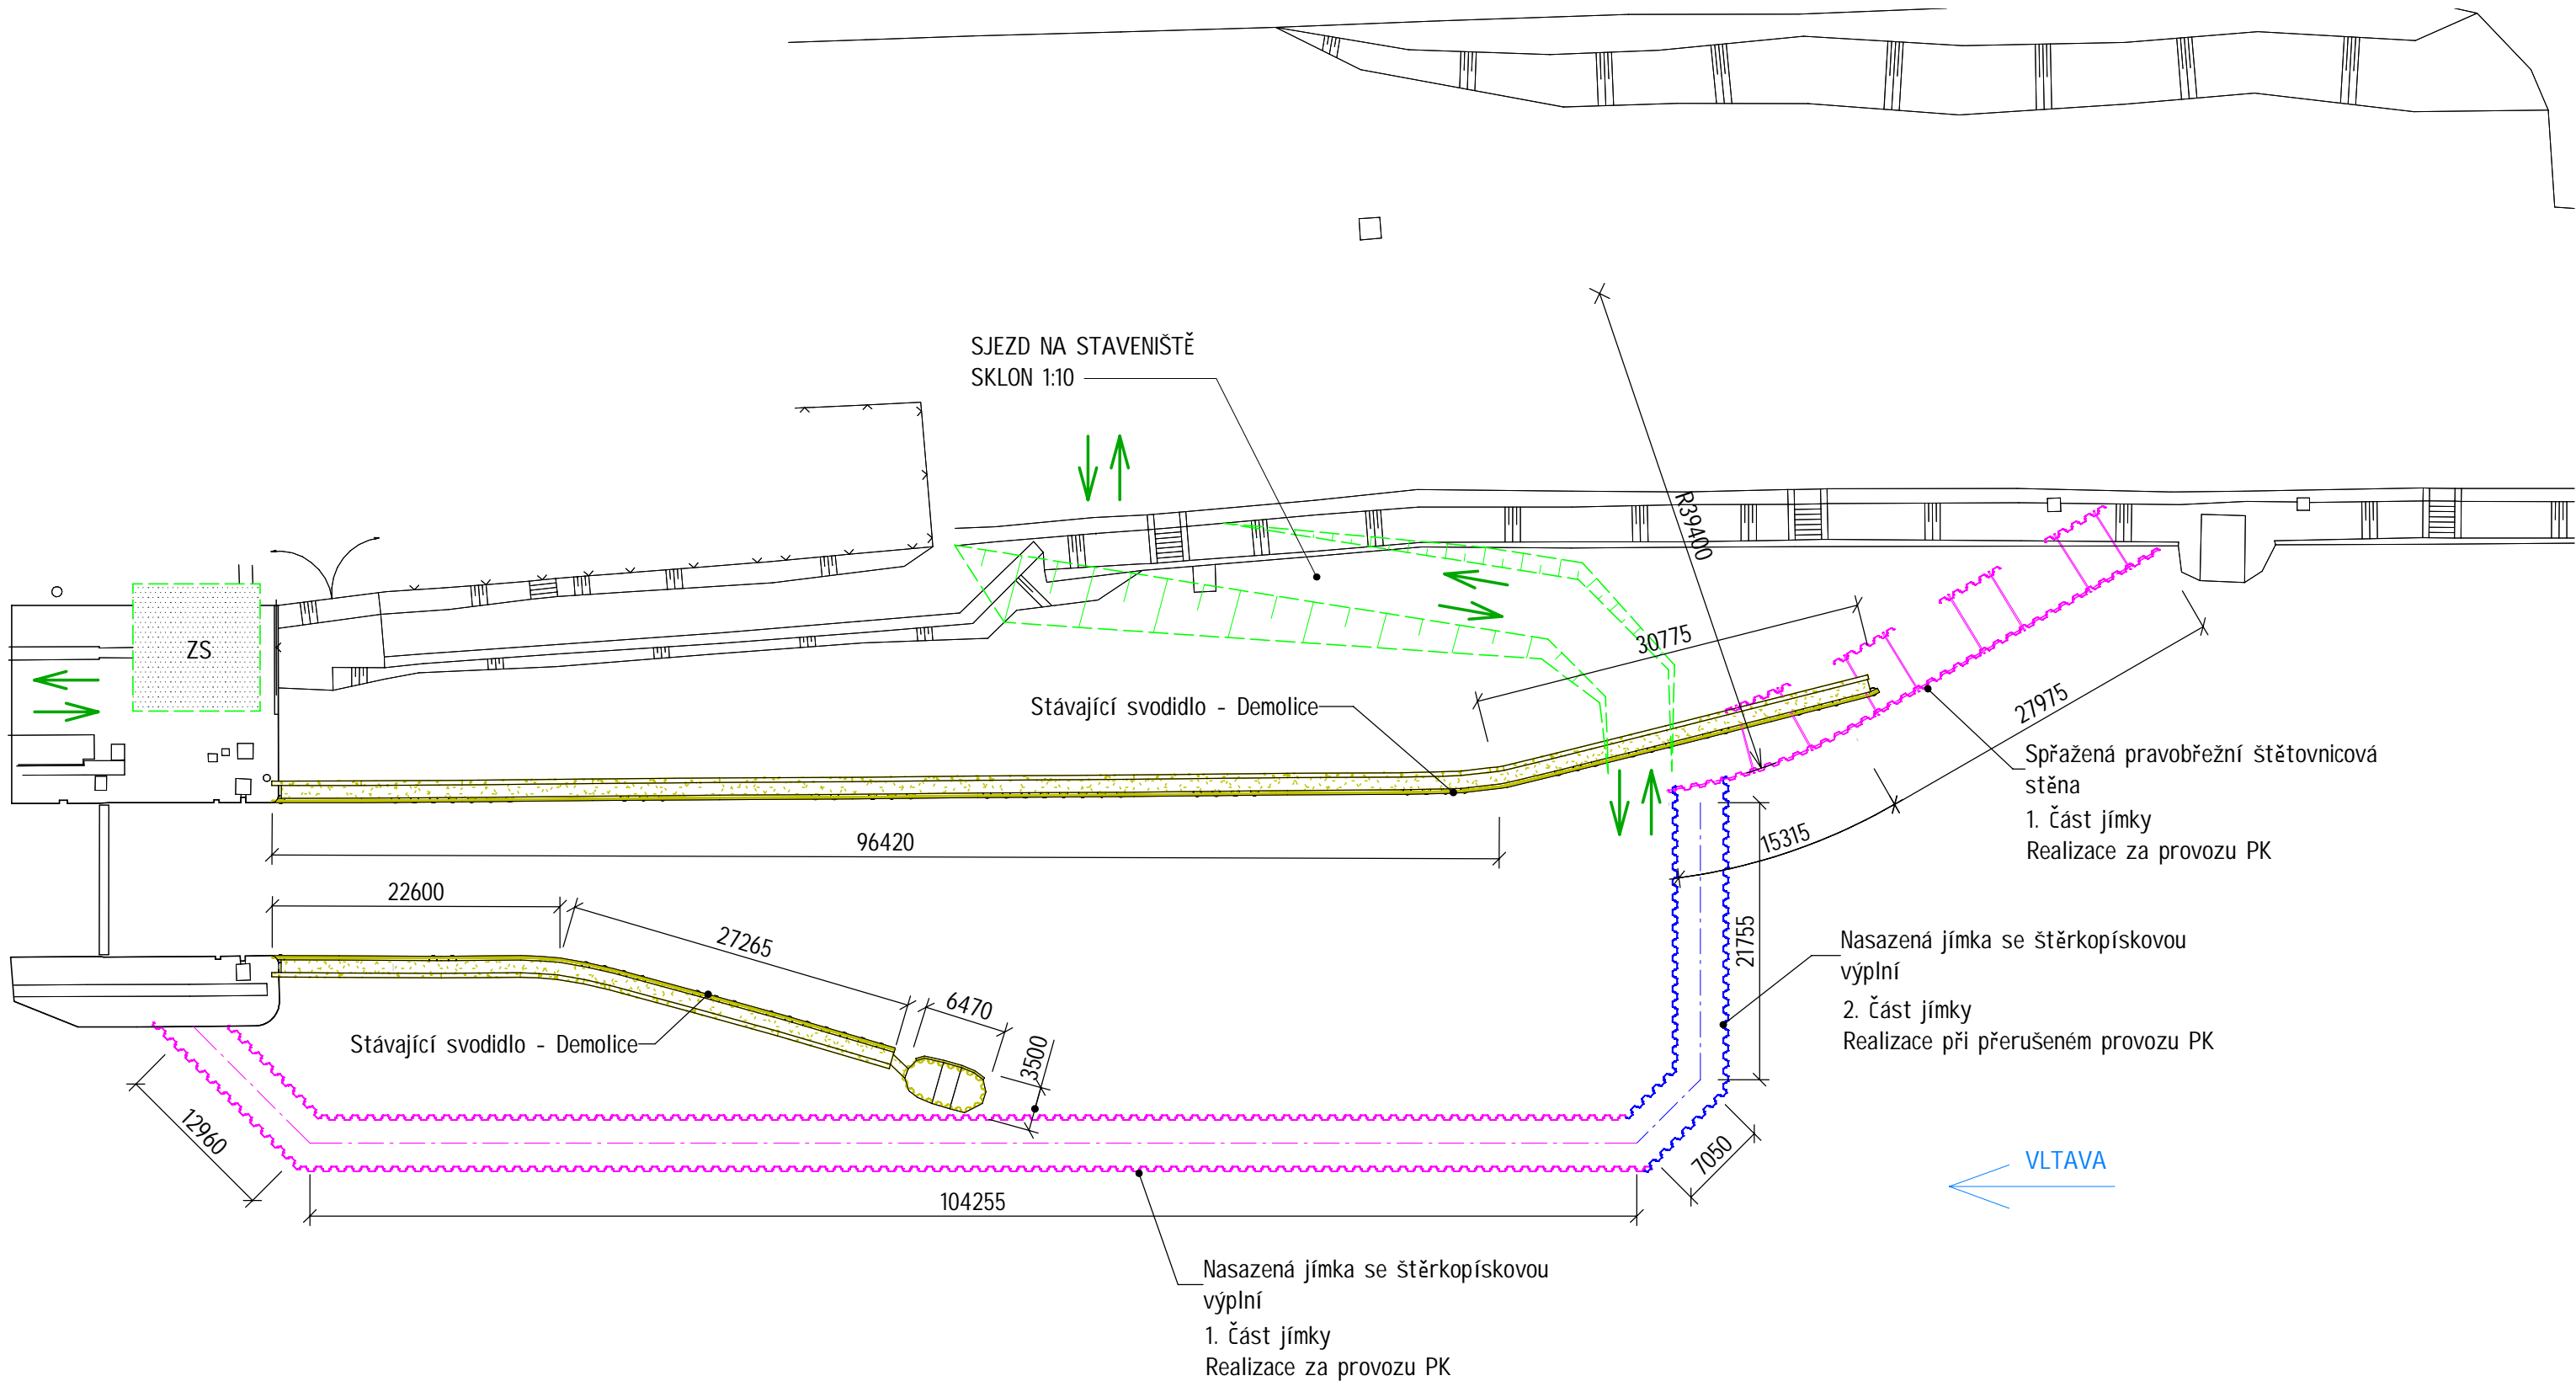 SJEZD NA STAVENIŠTĚ
SKLON 1:10
R39400
ZS
30775
Stávající svodidlo - Demolice
27975
Spřažená pravobřežní štětovnicová
stěna
1. Část jímky
Realizace za provozu PK
15315
96420
22600
27265
6470
3500
21755
Nasazená jímka se štěrkopískovou
výplní
2. Část jímky
Realizace při přerušeném provozu PK
Stávající svodidlo - Demolice
12960
7050
VLTAVA
104255
Nasazená jímka se štěrkopískovou
výplní
1. Část jímky
Realizace za provozu PK